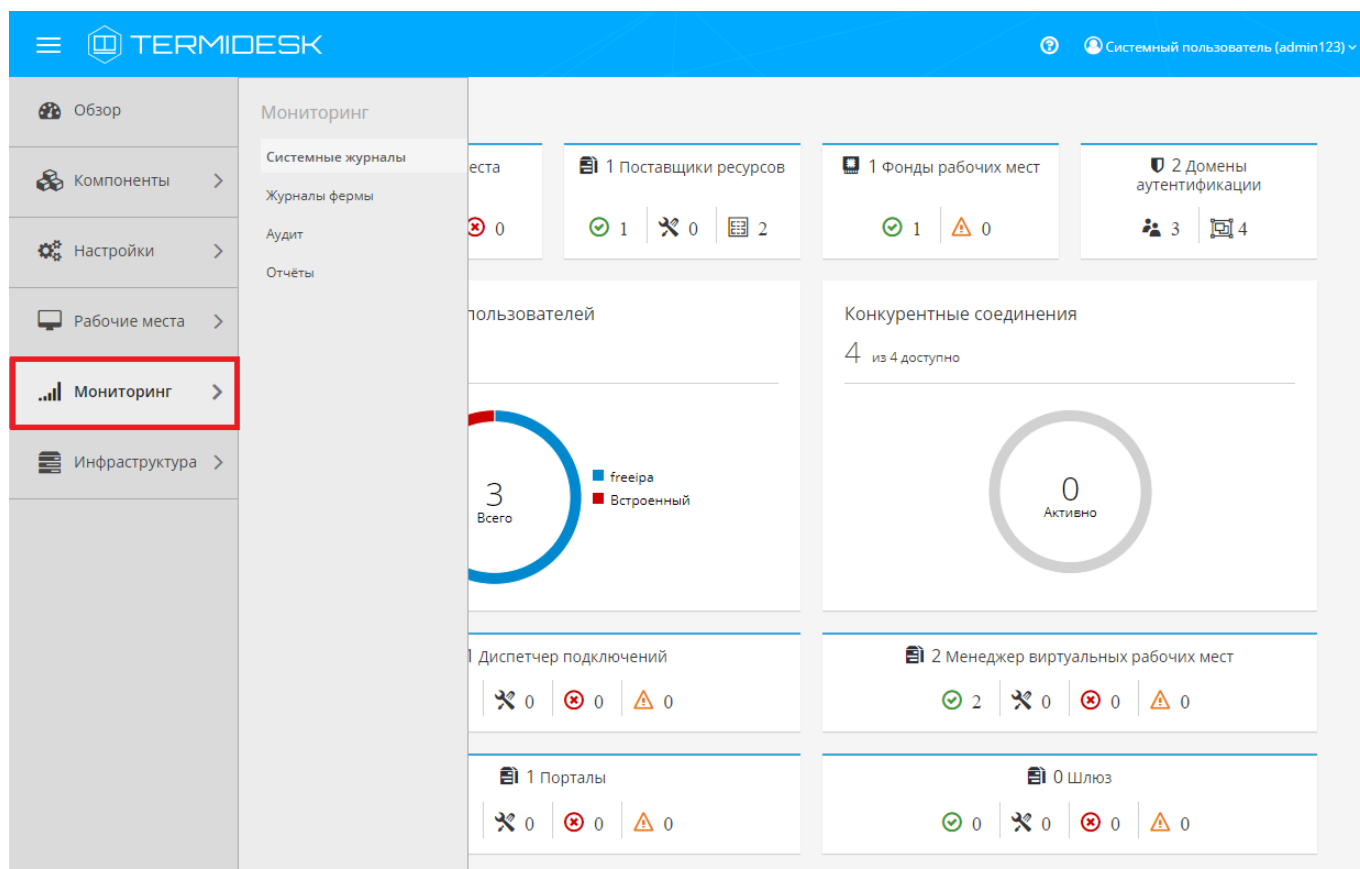 TERMIDESK
Системный пользователь (admin123)
Обзор
Компоненты
Настройки
Рабочие места
Мониторинг
Инфраструктура
Мониторинг
Системные журналы
Журналы фермы
Аудит
Отчёты
еста
0
1 Поставщики ресурсов
1 0 2
1 Фонды рабочих мест
1 0
2 Домены
аутентификации
3 4
пользователей
3
Всего
freeipa
Встроенный
Конкурентные соединения
4 из 4 доступно
0
Активно
1 Диспетчер подключений
0 0 0
2 Менеджер виртуальных рабочих мест
2 0 0 0
1 Порталы
0 0 0
0 Шлюз
0 0 0 0